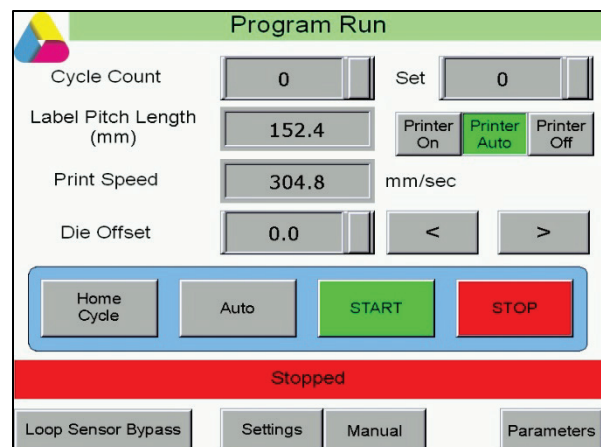 Program Run
Cycle Count 0 Set 0
Label Pitch Length
(mm) 152.4
Printer On Printer Auto Printer Off
Print Speed 304.8 mm/sec
Die Offset 0.0 < >
Home Cycle Auto START STOP
Stopped
Loop Sensor Bypass Settings Manual Parameters